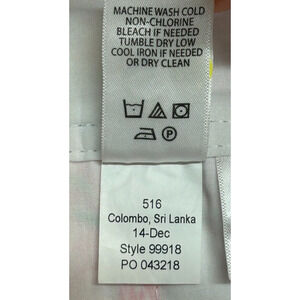 MACHINE WASH COLD
NON-CHLORINE
BLEACH IF NEEDED
TUMBLE DRY LOW
COOL IRON IF NEEDED
OR DRY CLEAN
P
516
Colombo, Sri Lanka
14-Dec
Style 99918
PO 043218